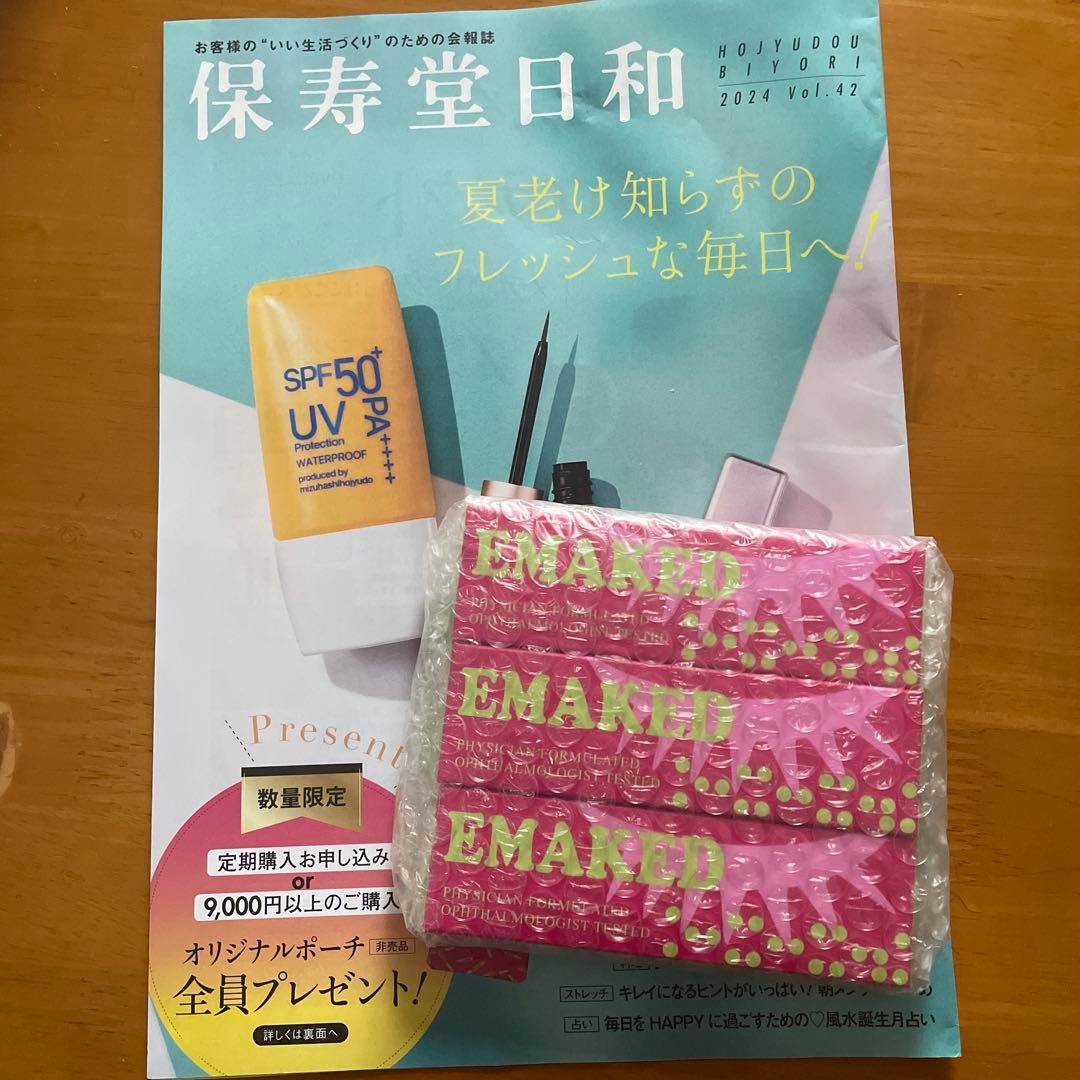 お客様の“いい生活づくり”のための会報誌
保寿堂日和
HOJYUDOU
BIYORI
2024 Vol.42
夏老け知らずの
フレッシュな毎日へ!
SPF50+
PA++++
UV
Protection
WATERPROOF
produced by
mizuhashihojyudo
EMAKED
PHYSICIAN FORMULATED
OPHTHALMOLOGIST TESTED
EMAKED
PHYSICIAN FORMULATED
OPHTHALMOLOGIST TESTED
EMAKED
PHYSICIAN FORMULATED
OPHTHALMOLOGIST TESTED
Present
数量限定
定期購入お申し込み
or
9,000円以上のご購入
オリジナルポーチ 非売品
全員プレゼント!
詳しくは裏面へ
ストレッチ キレイになるヒントがいっぱい! 朝
占い 毎日をHAPPYに過ごすための♡風水誕生月占い